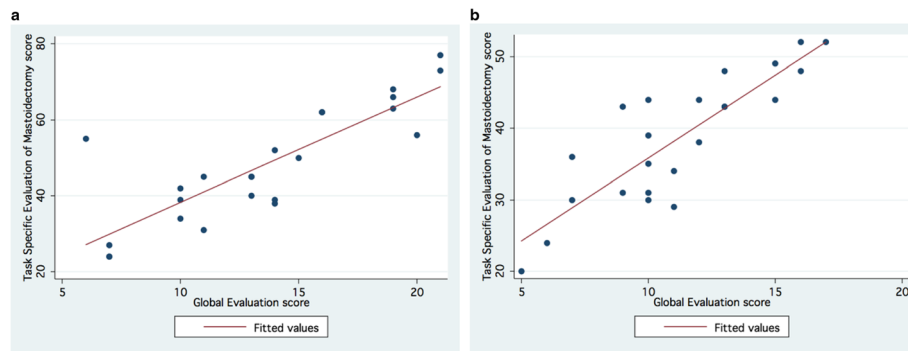 a
Task Specific Evaluation of Mastoidectomy score
80
60
40
20
5
10
15
20
Global Evaluation score
Fitted values
b
Task Specific Evaluation of Mastoidectomy score
50
40
30
20
5
10
15
20
Global Evaluation score
Fitted values